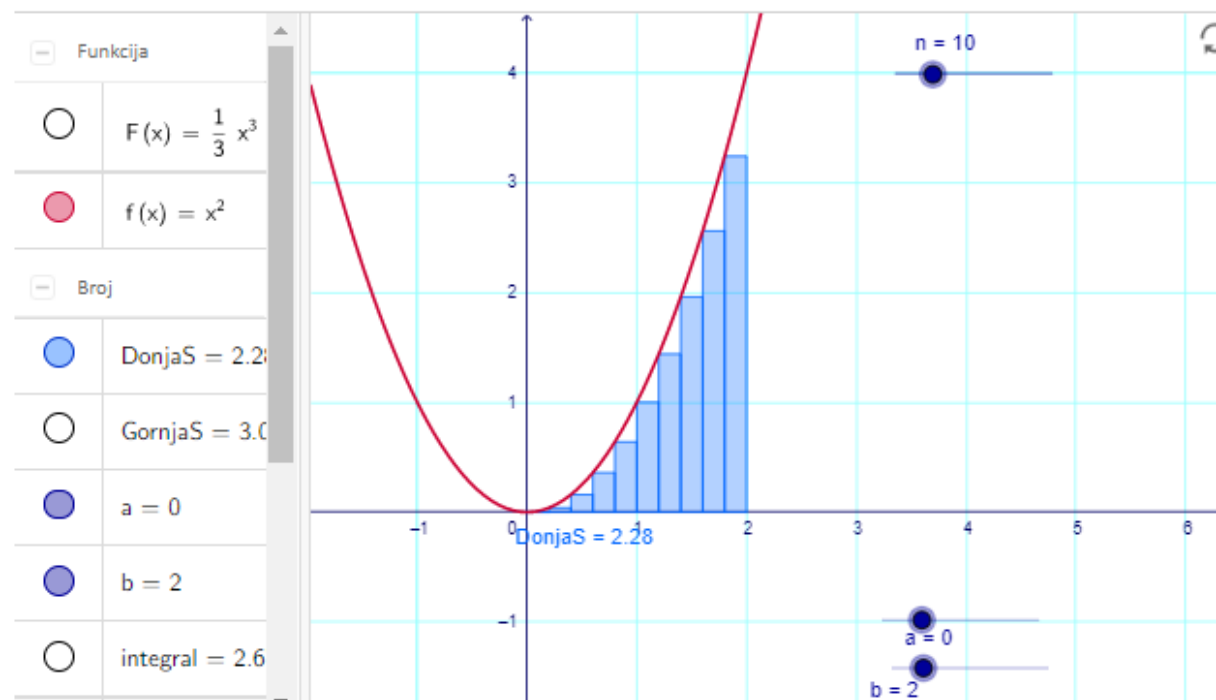 Funkcija
F(x) = 1/3 x³
f(x) = x²
Broj
DonjaS = 2.28
GornjaS = 3.0
a = 0
b = 2
integral = 2.6
n = 10
4
3
2
1
−1 0 1 2 3 4 5 6
DonjaS = 2.28
−1
a = 0
b = 2